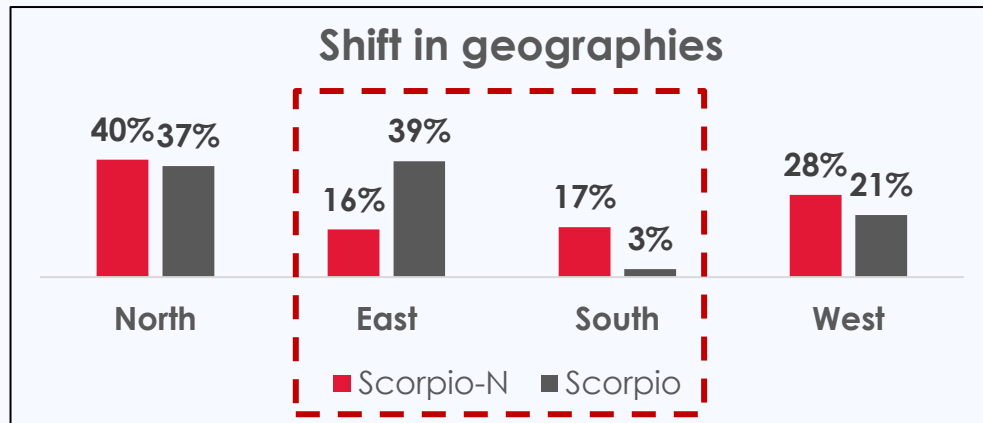 Shift in geographies
40% 37% 16% 39% 17% 3% 28% 21%
North East South West
Scorpio-N Scorpio